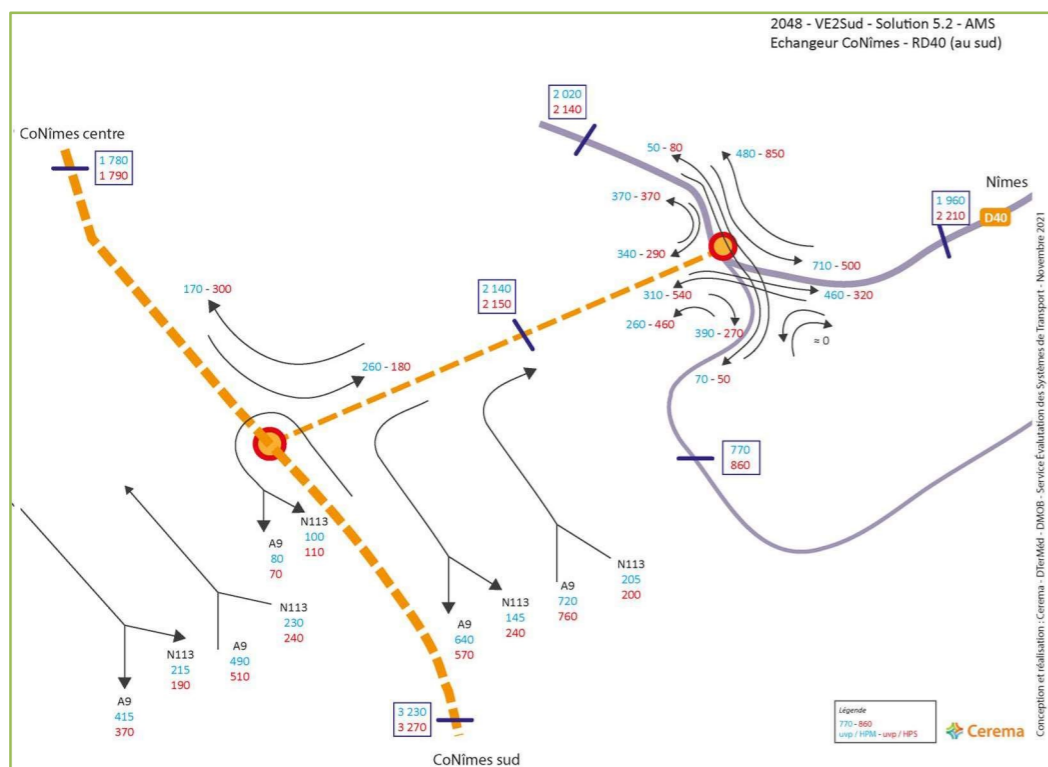 2048 - VE2Sud - Solution 5.2 - AMS
Echangeur CoNîmes - RD40 (au sud)
CoNîmes centre
1 780
1 790
2 020
2 140
50 - 80
480 - 850
Nîmes
D40
1 960
2 210
370 - 370
340 - 290
710 - 500
310 - 540
460 - 320
260 - 460
390 - 270
≈ 0
70 - 50
170 - 300
2 140
2 150
260 - 180
770
860
N113
100
110
A9
80
70
N113
205
200
A9
720
760
N113
145
240
A9
640
570
N113
230
240
A9
490
510
N113
215
190
A9
415
370
3 230
3 270
CoNîmes sud
Légende
770 - 860
uvp / HPM - uvp / HPS
Cerema
Conception et réalisation : Cerema - DTerMéd - DMOB - Service Évalutation des Systèmes de Transport - Novembre 2021